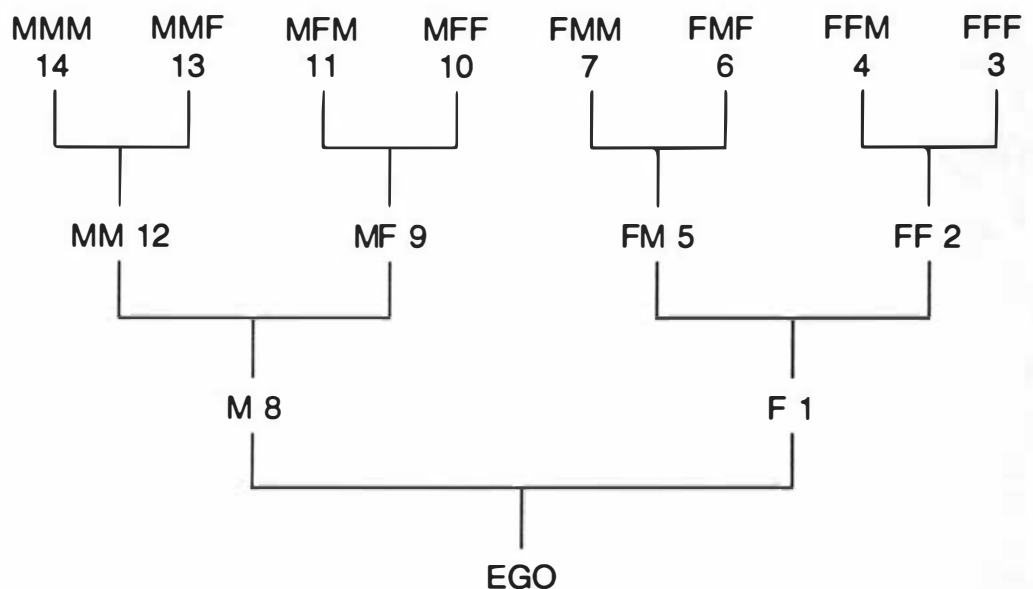 MMM MMF MFM MFF FMM FMF FFM FFF
14 13 11 10 7 6 4 3
MM 12 MF 9 FM 5 FF 2
M 8 F 1
EGO